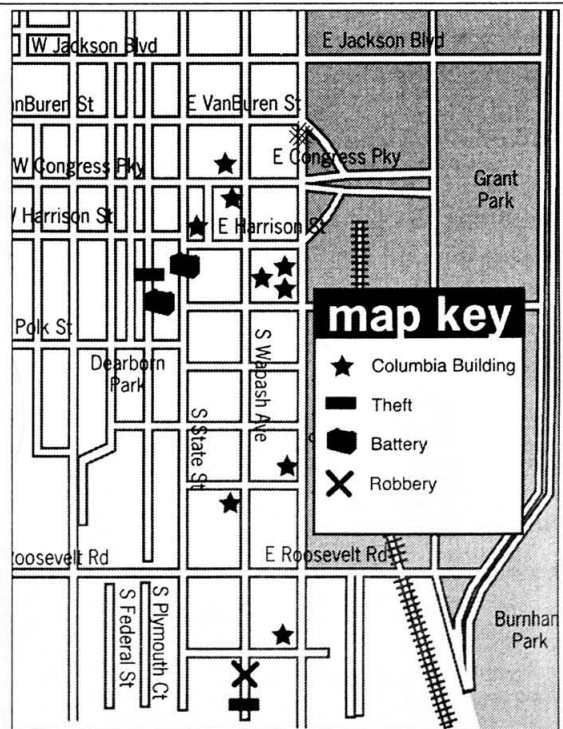 W Jackson Blvd
E Jackson Blvd
nBuren St
E VanBuren St
W Congress Pky
E Congress Pky
Grant
Park
W Harrison St
E Harrison St
map key
Polk St
S Wabash Ave
Dearborn
Park
Columbia Building
Theft
S State St
Battery
Robbery
oosevelt Rd
E Roosevelt Rd
S Federal St
S Plymouth Ct
Burnham
Park